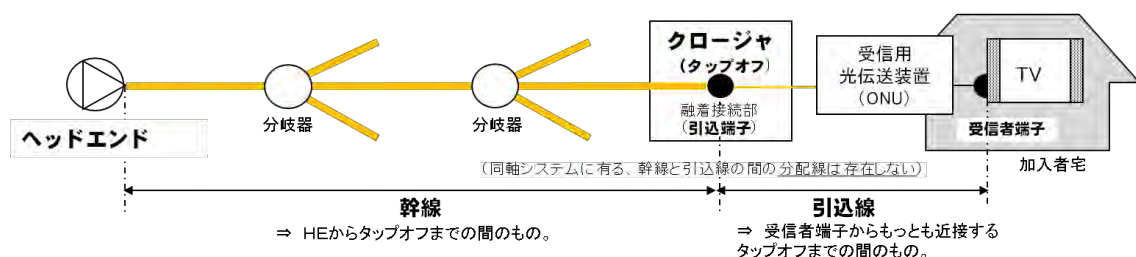 クロージャ
(タップオフ)
融着接続部
(引込端子)
受信用
光伝送装置
(ONU)
TV
ヘッドエンド
分岐器
分岐器
受信者端子
加入者宅
(同軸システムに有る、幹線と引込線の間の分配線は存在しない)
幹線
⇒ HEからタップオフまでの間のもの。
引込線
⇒ 受信者端子からもっとも近接する
タップオフまでの間のもの。